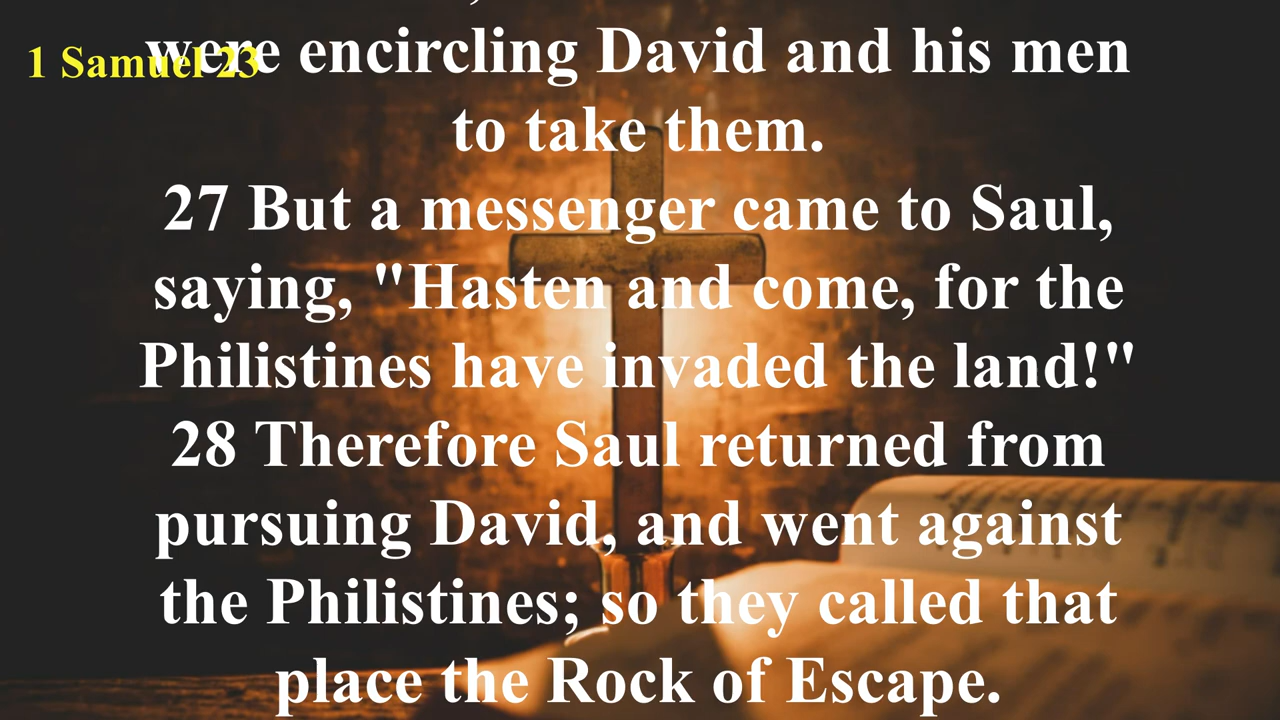 1 Samuel 23
were encircling David and his men
to take them.
27 But a messenger came to Saul,
saying, "Hasten and come, for the
Philistines have invaded the land!"
28 Therefore Saul returned from
pursuing David, and went against
the Philistines; so they called that
place the Rock of Escape.